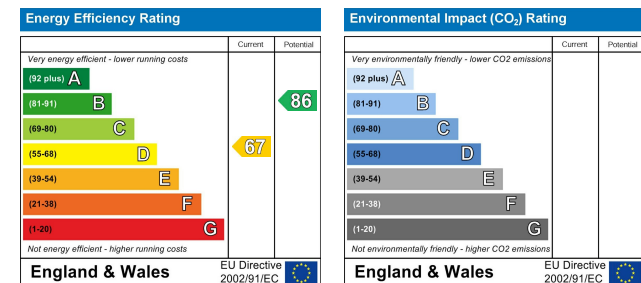 Energy Efficiency Rating
Current Potential
Very energy efficient - lower running costs
(92 plus) A
(81-91) B
86
(69-80) C
(55-68) D
67
(39-54) E
(21-38) F
(1-20) G
Not energy efficient - higher running costs
England & Wales
EU Directive
2002/91/EC
Environmental Impact (CO₂) Rating
Current Potential
Very environmentally friendly - lower CO2 emissions
(92 plus) A
(81-91) B
(69-80) C
(55-68) D
(39-54) E
(21-38) F
(1-20) G
Not environmentally friendly - higher CO2 emissions
England & Wales
EU Directive
2002/91/EC